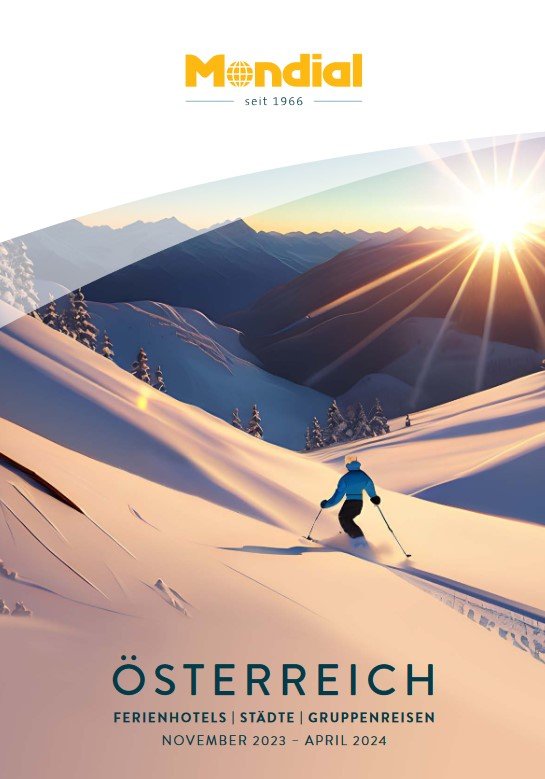 Mondial
seit 1966
ÖSTERREICH
FERIENHOTELS | STÄDTE | GRUPPENREISEN
NOVEMBER 2023 – APRIL 2024